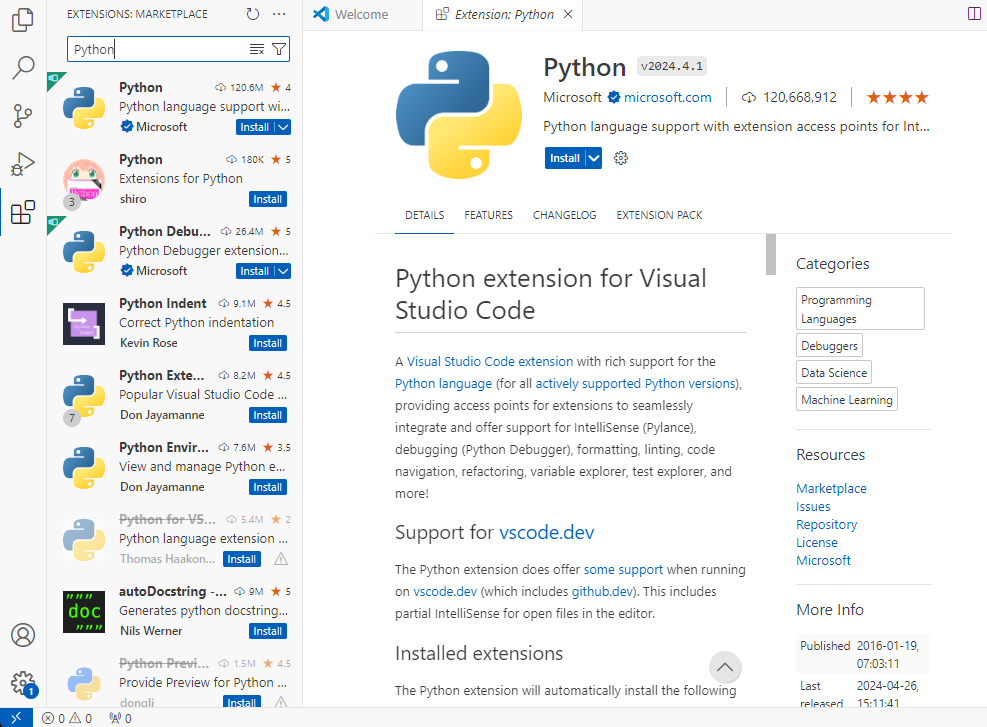 EXTENSIONS: MARKETPLACE
Python
Python 120.6M 4
Python language support wi...
Microsoft Install
Python 180K 5
Extensions for Python
3
shiro Install
Python Debu... 26.4M 5
Python Debugger extension...
Microsoft Install
Python Indent 9.1M 4.5
Correct Python indentation
Kevin Rose Install
Python Exte... 8.2M 4.5
Popular Visual Studio Code ...
7
Don Jayamanne Install
Python Envir... 7.6M 3.5
View and manage Python e...
Don Jayamanne Install
Python for VS... 5.4M 2
Python language extension ...
Thomas Haakon... Install
autoDocstring -... 9M 5
""" doc """
Generates python docstring...
Nils Werner Install
Python Previ... 1.5M 4.5
Provide Preview for Python ...
dongli Install
1
0 0 0
Welcome
Extension: Python
Python v2024.4.1
Microsoft microsoft.com 120,668,912
Python language support with extension access points for Int...
Install
DETAILS FEATURES CHANGELOG EXTENSION PACK
Python extension for Visual
Studio Code
A Visual Studio Code extension with rich support for the
Python language (for all actively supported Python versions),
providing access points for extensions to seamlessly
integrate and offer support for IntelliSense (Pylance),
debugging (Python Debugger), formatting, linting, code
navigation, refactoring, variable explorer, test explorer, and
more!
Support for vscode.dev
The Python extension does offer some support when running
on vscode.dev (which includes github.dev). This includes
partial IntelliSense for open files in the editor.
Installed extensions
The Python extension will automatically install the following
Categories
Programming
Languages
Debuggers
Data Science
Machine Learning
Resources
Marketplace
Issues
Repository
License
Microsoft
More Info
Published 2016-01-19,
07:03:11
Last 2024-04-26,
released 15:11:41